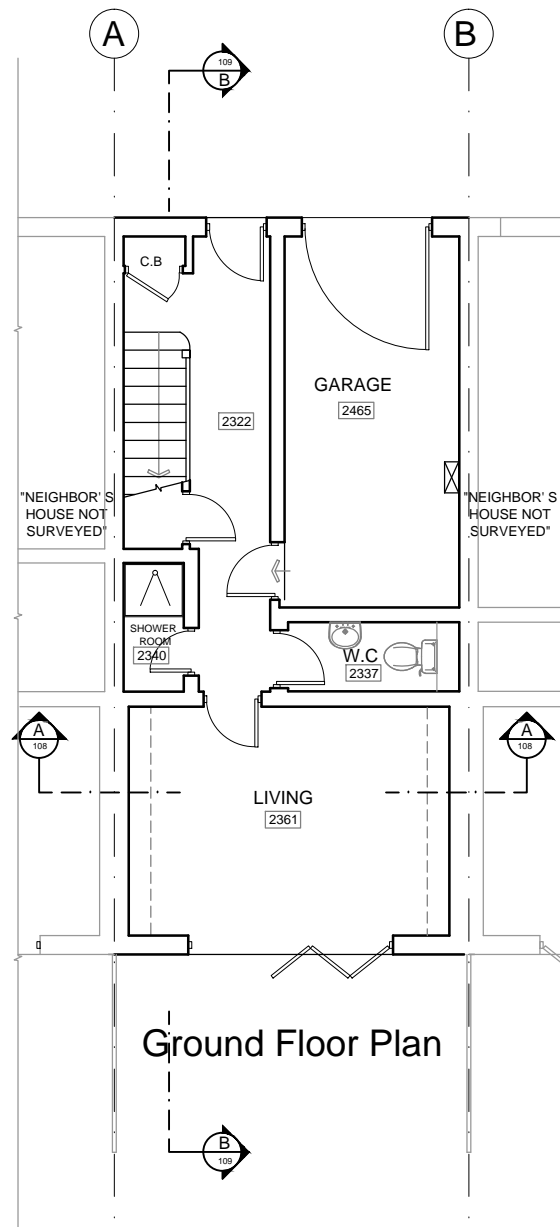 A
B
109
B
C.B
GARAGE
2465
2322
"NEIGHBOR' S
HOUSE NOT
SURVEYED"
"NEIGHBOR' S
HOUSE NOT
SURVEYED"
SHOWER
ROOM
2340
W.C
2337
A
108
A
108
LIVING
2361
Ground Floor Plan
B
109